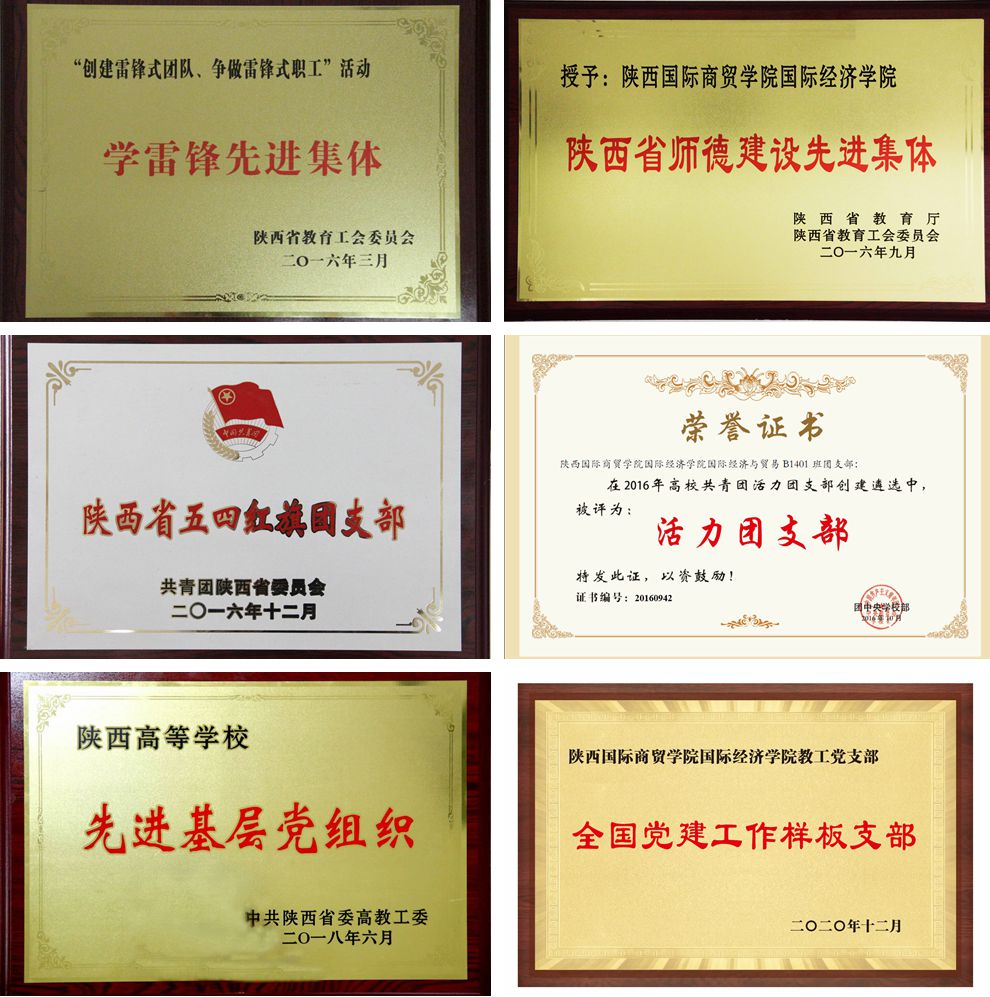 “创建雷锋式团队、争做雷锋式职工”活动
学雷锋先进集体
陕西省教育工会委员会
二〇一六年三月
授予：陕西国际商贸学院国际经济学院
陕西省师德建设先进集体
陕西省教育厅
陕西省教育工会委员会
二〇一六年九月
中国共青团
陕西省五四红旗团支部
共青团陕西省委员会
二〇一六年十二月
荣誉证书
陕西国际商贸学院国际经济学院国际经济与贸易B1401班团支部：
在2016年高校共青团活力团支部创建遴选中，
被评为：
活力团支部
特发此证，以资鼓励！
证书编号：20160942
团中央学校部
2016年10月
陕西高等学校
先进基层党组织
中共陕西省委高教工委
二〇一八年六月
陕西国际商贸学院国际经济学院教工党支部
全国党建工作样板支部
二〇二〇年十二月